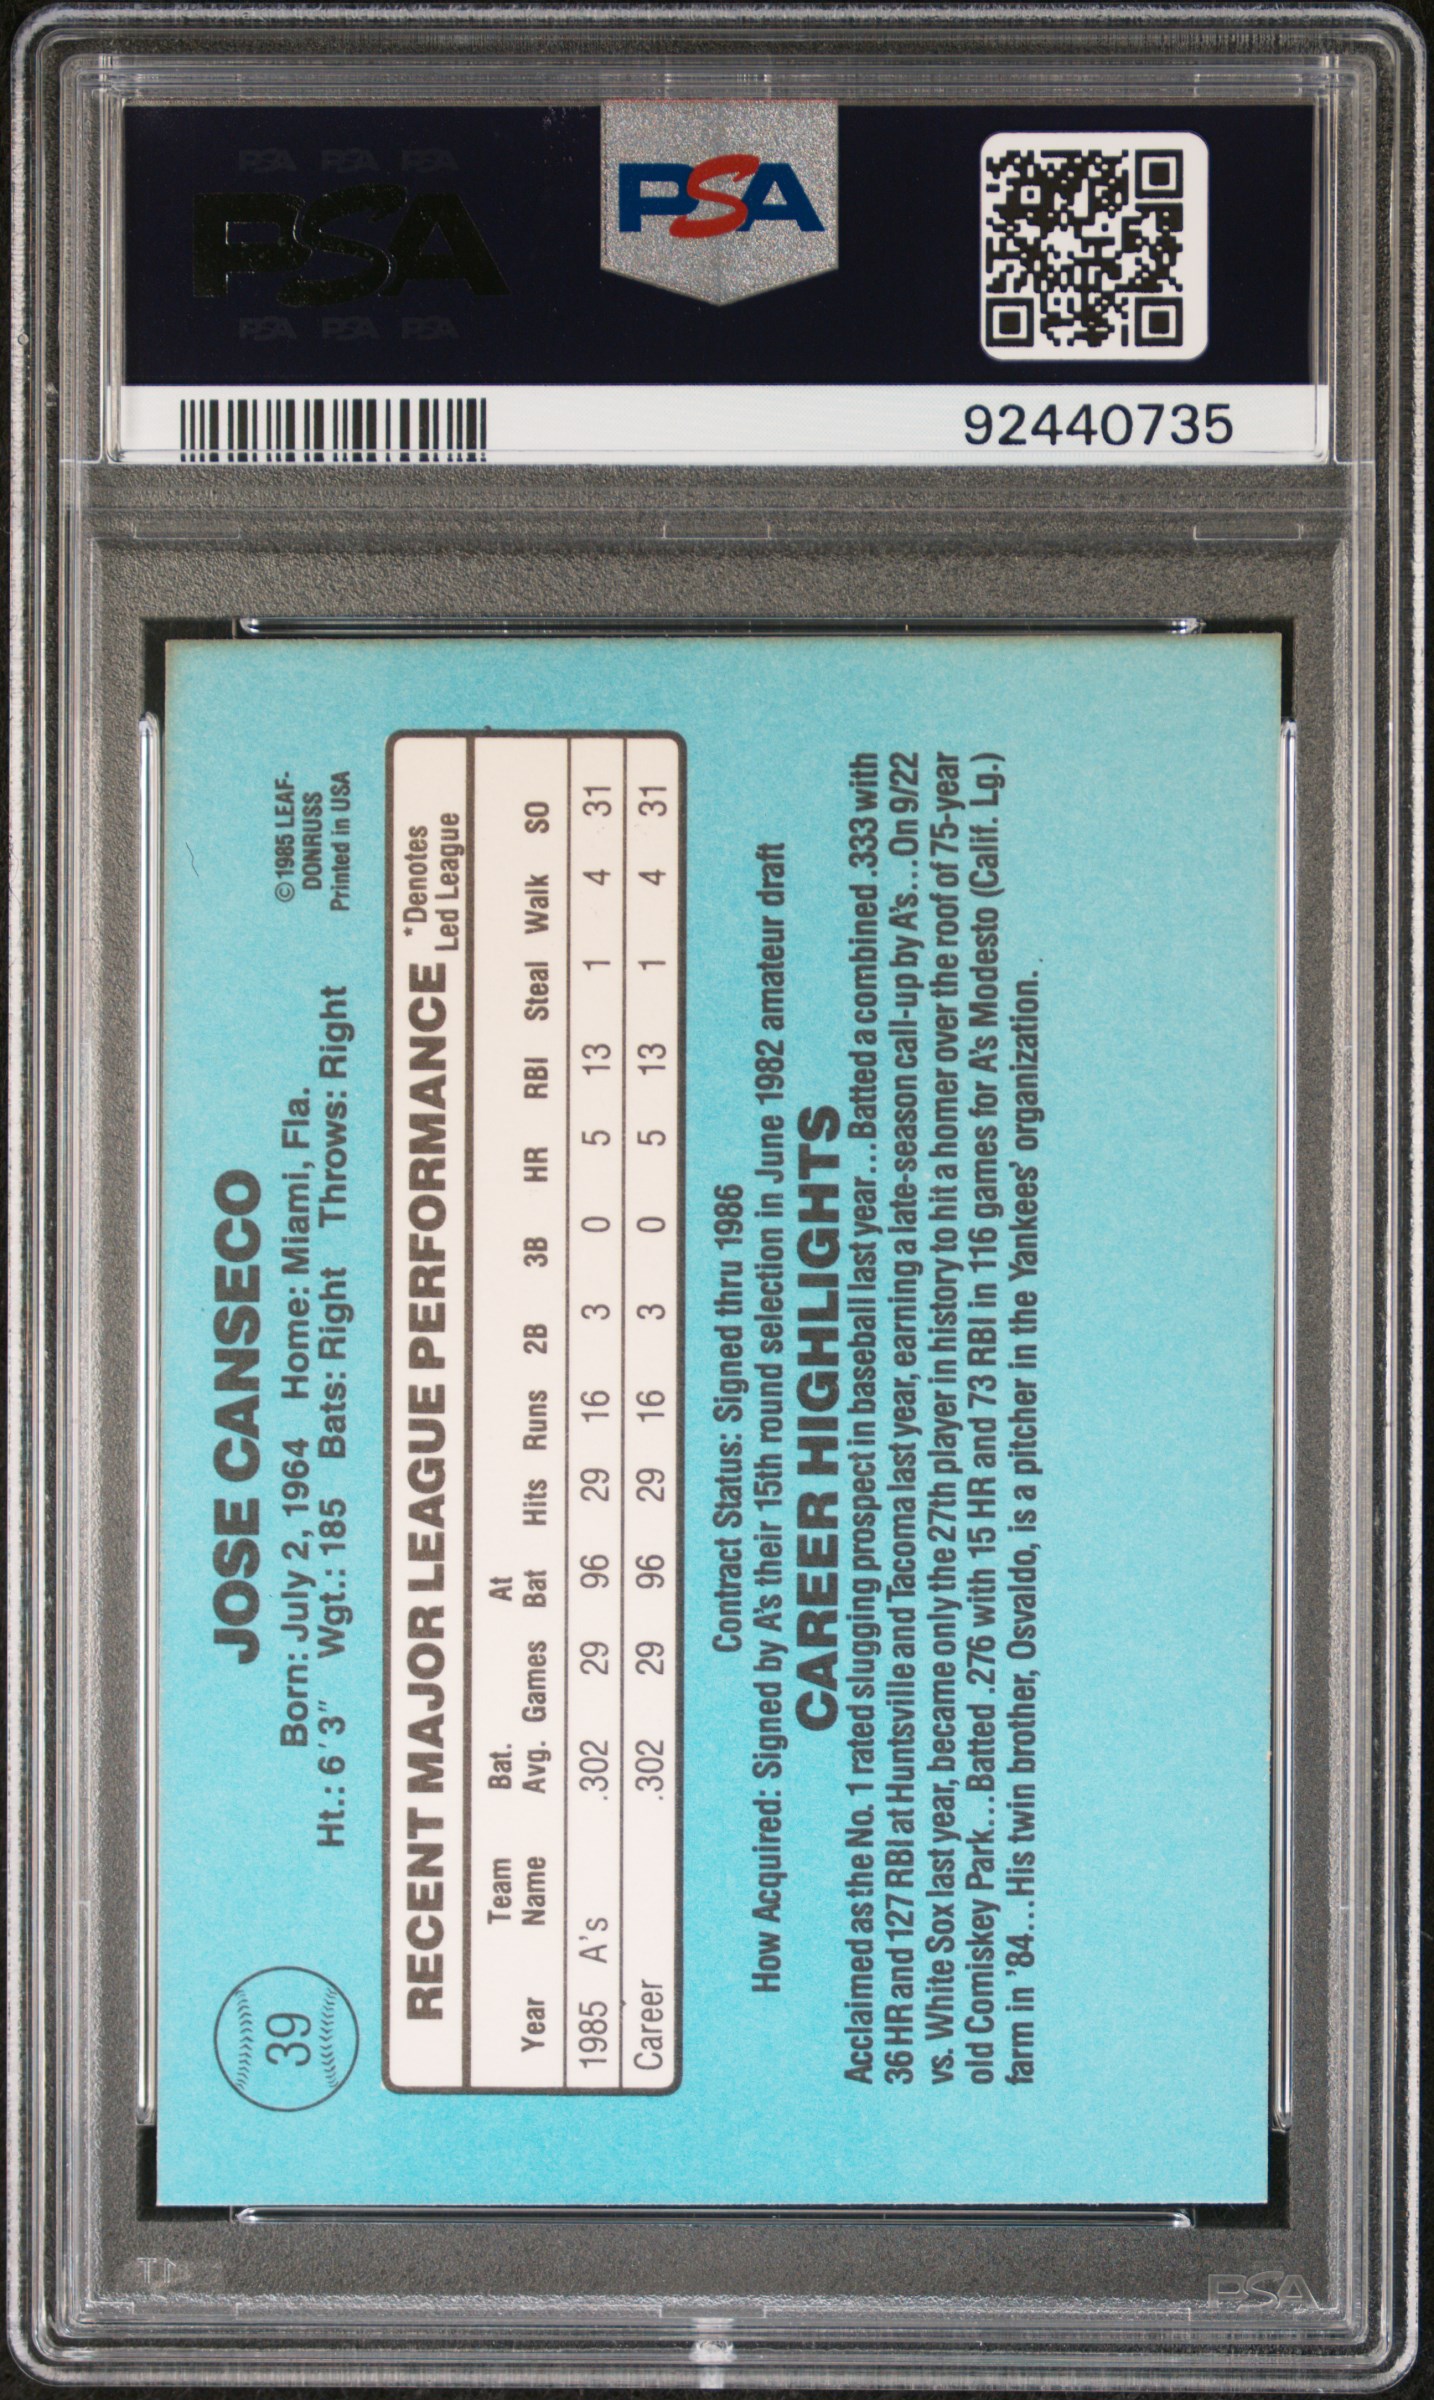 PSA PSA PSA
PSA
PSA PSA PSA
PSA
92440735
39
JOSE CANSECO
Born: July 2, 1964 Home: Miami, Fla.
Ht.: 6'3" Wgt.: 185 Bats: Right Throws: Right
©1985 LEAF-
DONRUSS
Printed in USA
RECENT MAJOR LEAGUE PERFORMANCE
*Denotes
Led League
Year Team Name Bat. Avg. Games At Bat Hits Runs 2B 3B HR RBI Steal Walk SO
1985 A's .302 29 96 29 16 3 0 5 13 1 4 31
Career .302 29 96 29 16 3 0 5 13 1 4 31
Contract Status: Signed thru 1986
How Acquired: Signed by A's their 15th round selection in June 1982 amateur draft
CAREER HIGHLIGHTS
Acclaimed as the No. 1 rated slugging prospect in baseball last year...Batted a combined .333 with
36 HR and 127 RBI at Huntsville and Tacoma last year, earning a late-season call-up by A's...On 9/22
vs. White Sox last year, became only the 27th player in history to hit a homer over the roof of 75-year
old Comiskey Park...Batted .276 with 15 HR and 73 RBI in 116 games for A's Modesto (Calif. Lg.)
farm in '84...His twin brother, Osvaldo, is a pitcher in the Yankees' organization.
PSA